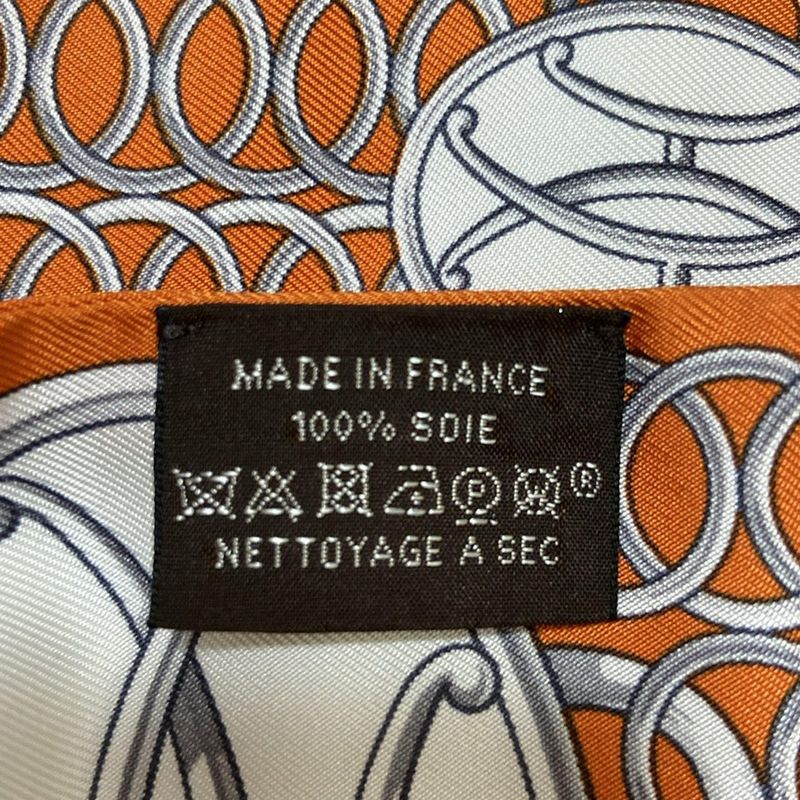 MADE IN FRANCE
100% SOIE
P W ®
NETTOYAGE A SEC